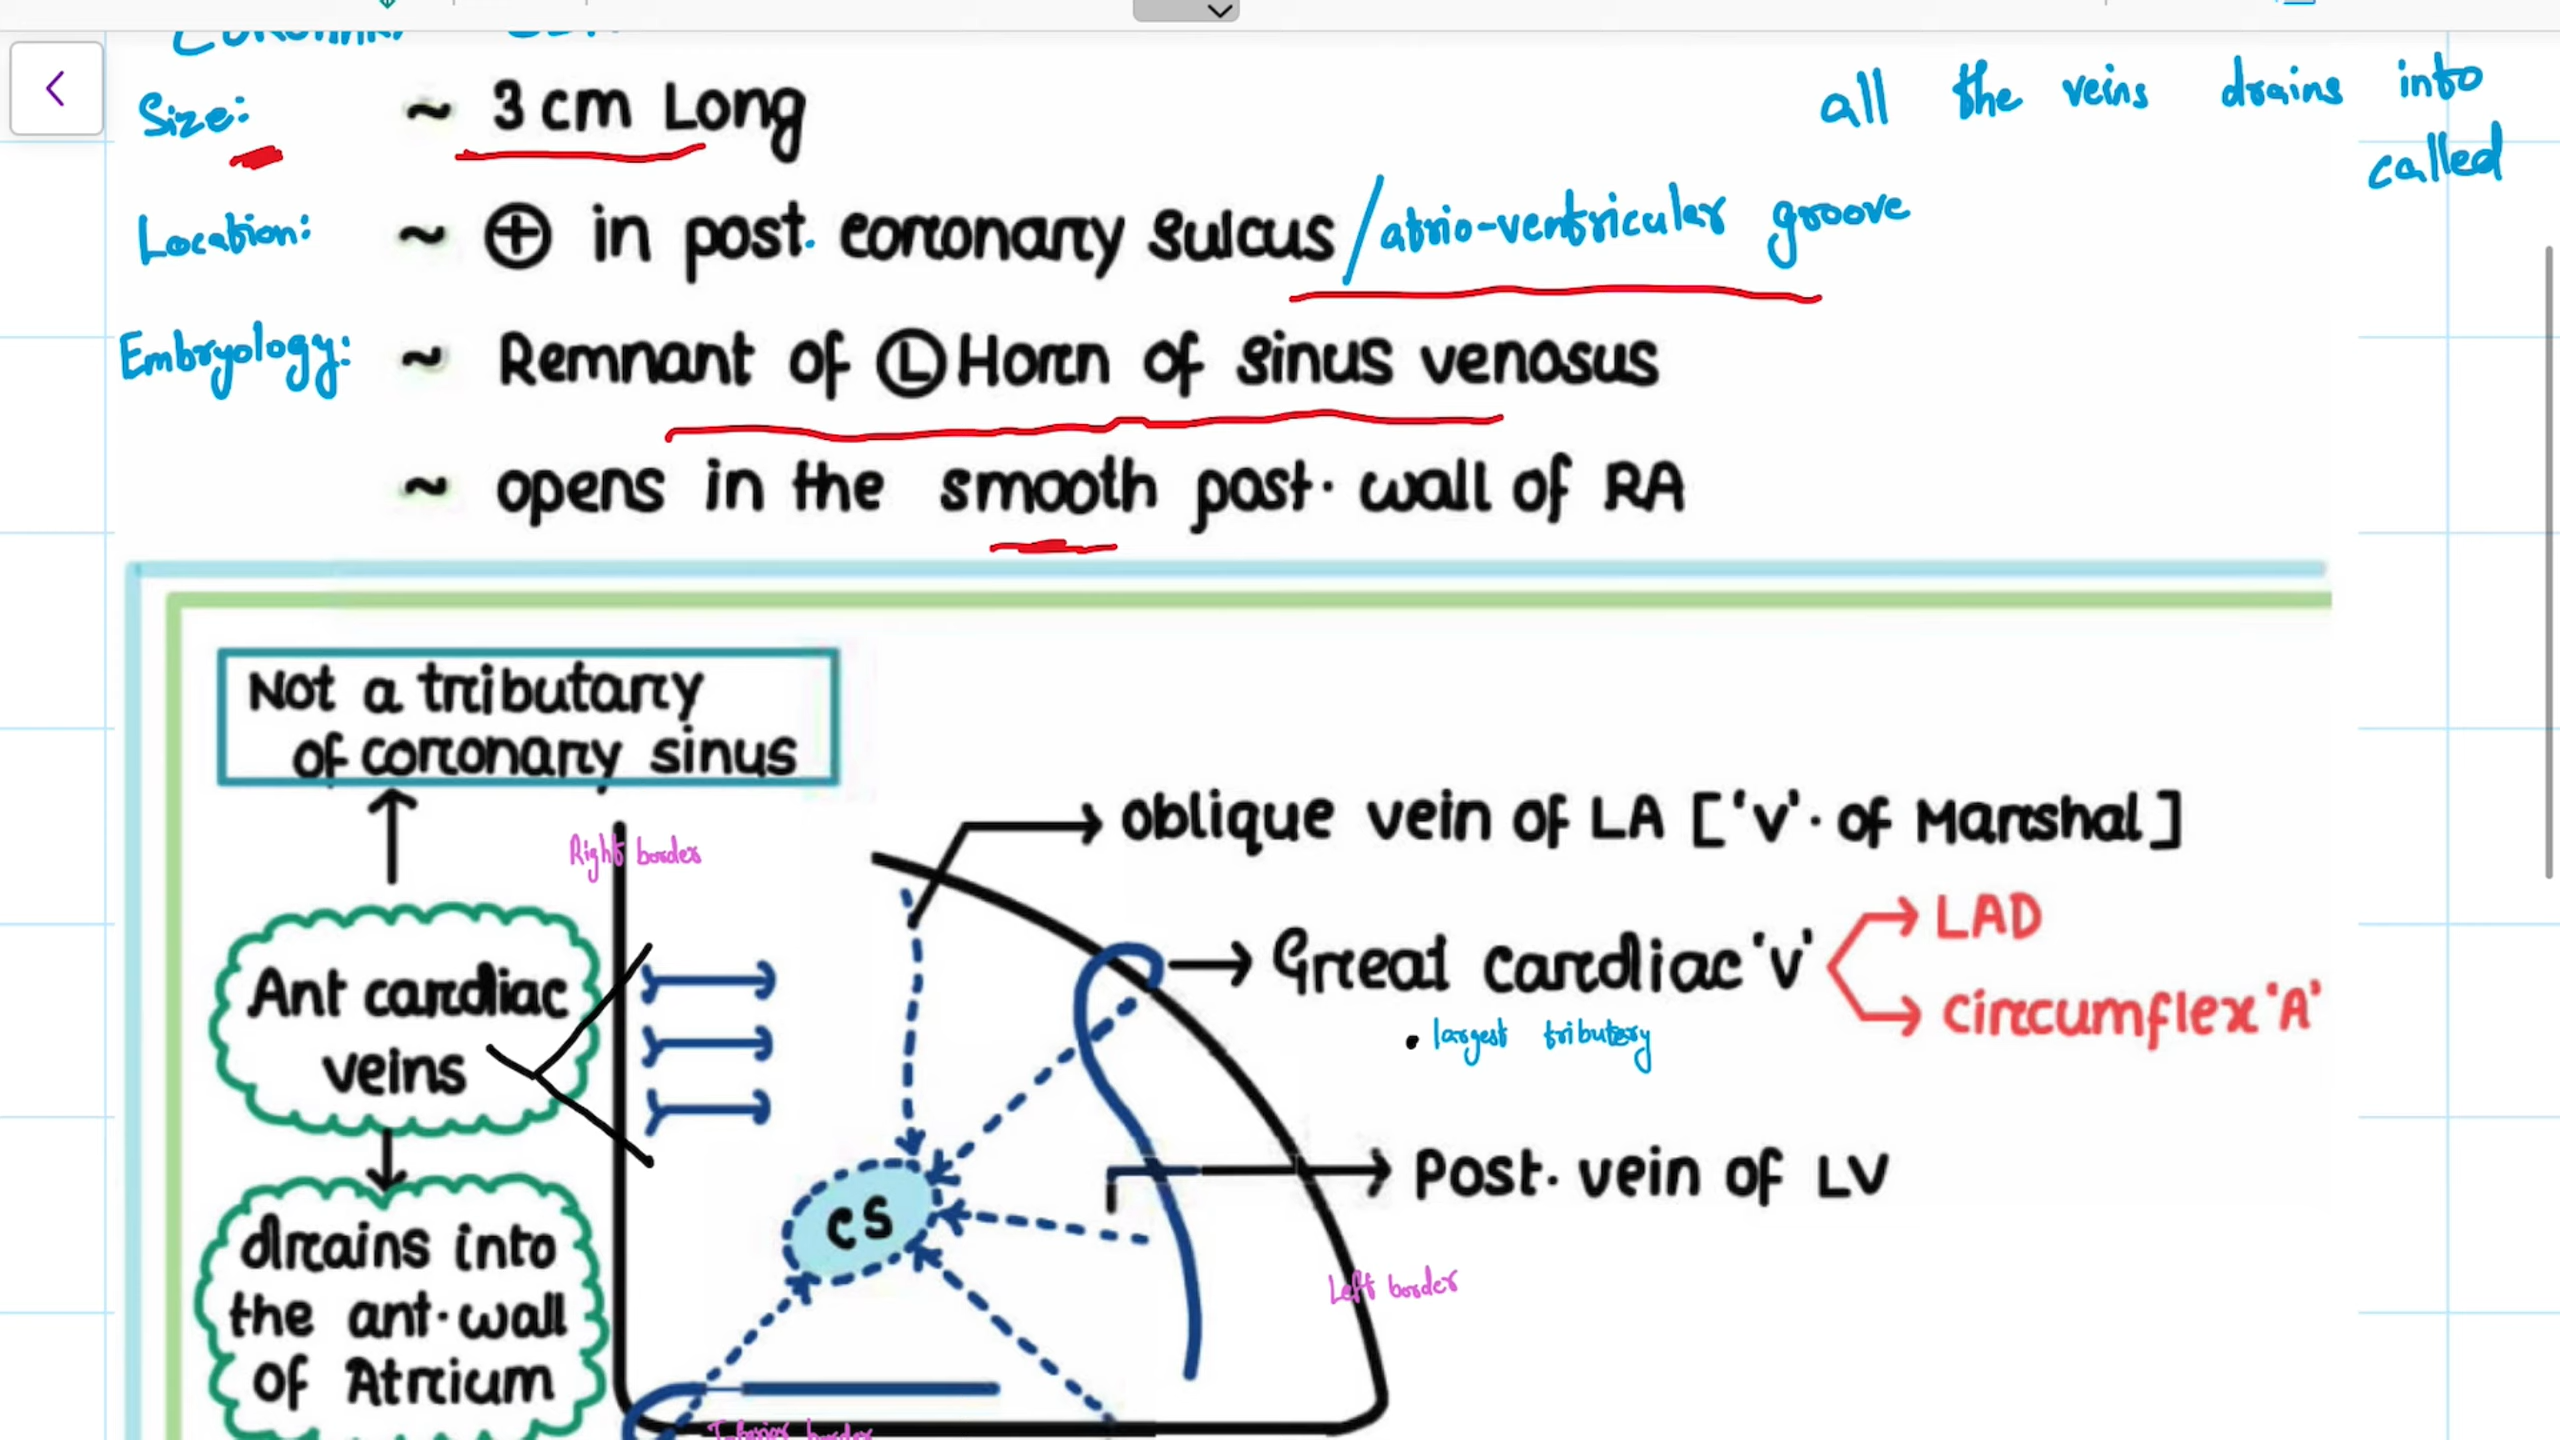 all the veins drains into
called
Size: ~ 3 cm Long
Location: ~ ⊕ in post. coronary sulcus / atrio-ventricular groove
Embryology: ~ Remnant of Ⓛ Horn of sinus venosus
~ opens in the smooth post. wall of RA
Not a tributary
of coronary sinus
Right border
oblique vein of LA ['V'. of Marshal]
Ant cardiac
veins
Great cardiac 'V'
LAD
circumflex 'A'
• largest tributary
Post. vein of LV
CS
Left border
drains into
the ant. wall
of Atrium